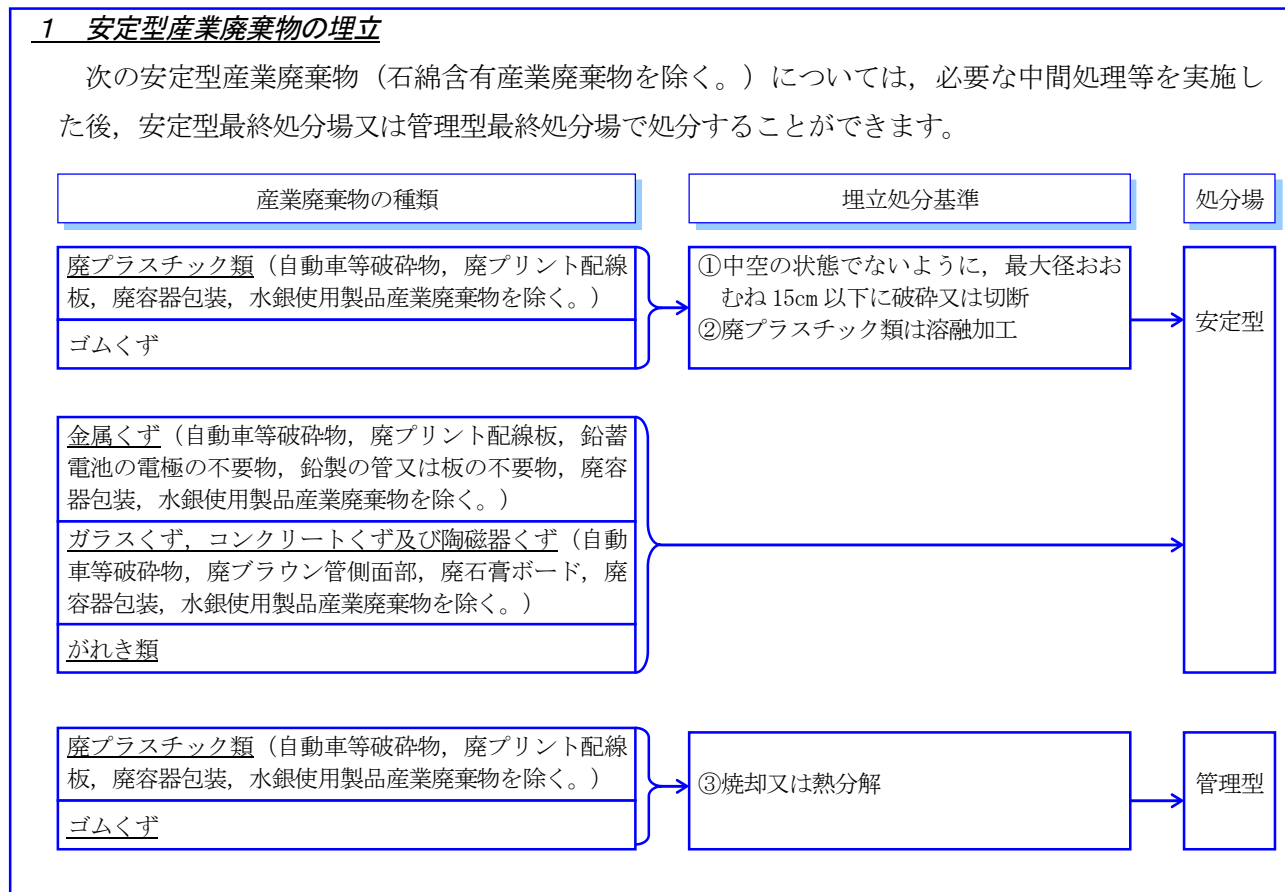 1 安定型産業廃棄物の埋立
次の安定型産業廃棄物（石綿含有産業廃棄物を除く。）については，必要な中間処理等を実施し
た後，安定型最終処分場又は管理型最終処分場で処分することができます。
産業廃棄物の種類
埋立処分基準
処分場
廃プラスチック類（自動車等破砕物，廃プリント配線
板，廃容器包装，水銀使用製品産業廃棄物を除く。）
ゴムくず
①中空の状態でないように，最大径おお
むね 15cm 以下に破砕又は切断
②廃プラスチック類は溶融加工
安定型
金属くず（自動車等破砕物，廃プリント配線板，鉛蓄
電池の電極の不要物，鉛製の管又は板の不要物，廃容
器包装，水銀使用製品産業廃棄物を除く。）
ガラスくず，コンクリートくず及び陶磁器くず（自動
車等破砕物，廃ブラウン管側面部，廃石膏ボード，廃
容器包装，水銀使用製品産業廃棄物を除く。）
がれき類
廃プラスチック類（自動車等破砕物，廃プリント配線
板，廃容器包装，水銀使用製品産業廃棄物を除く。）
ゴムくず
③焼却又は熱分解
管理型